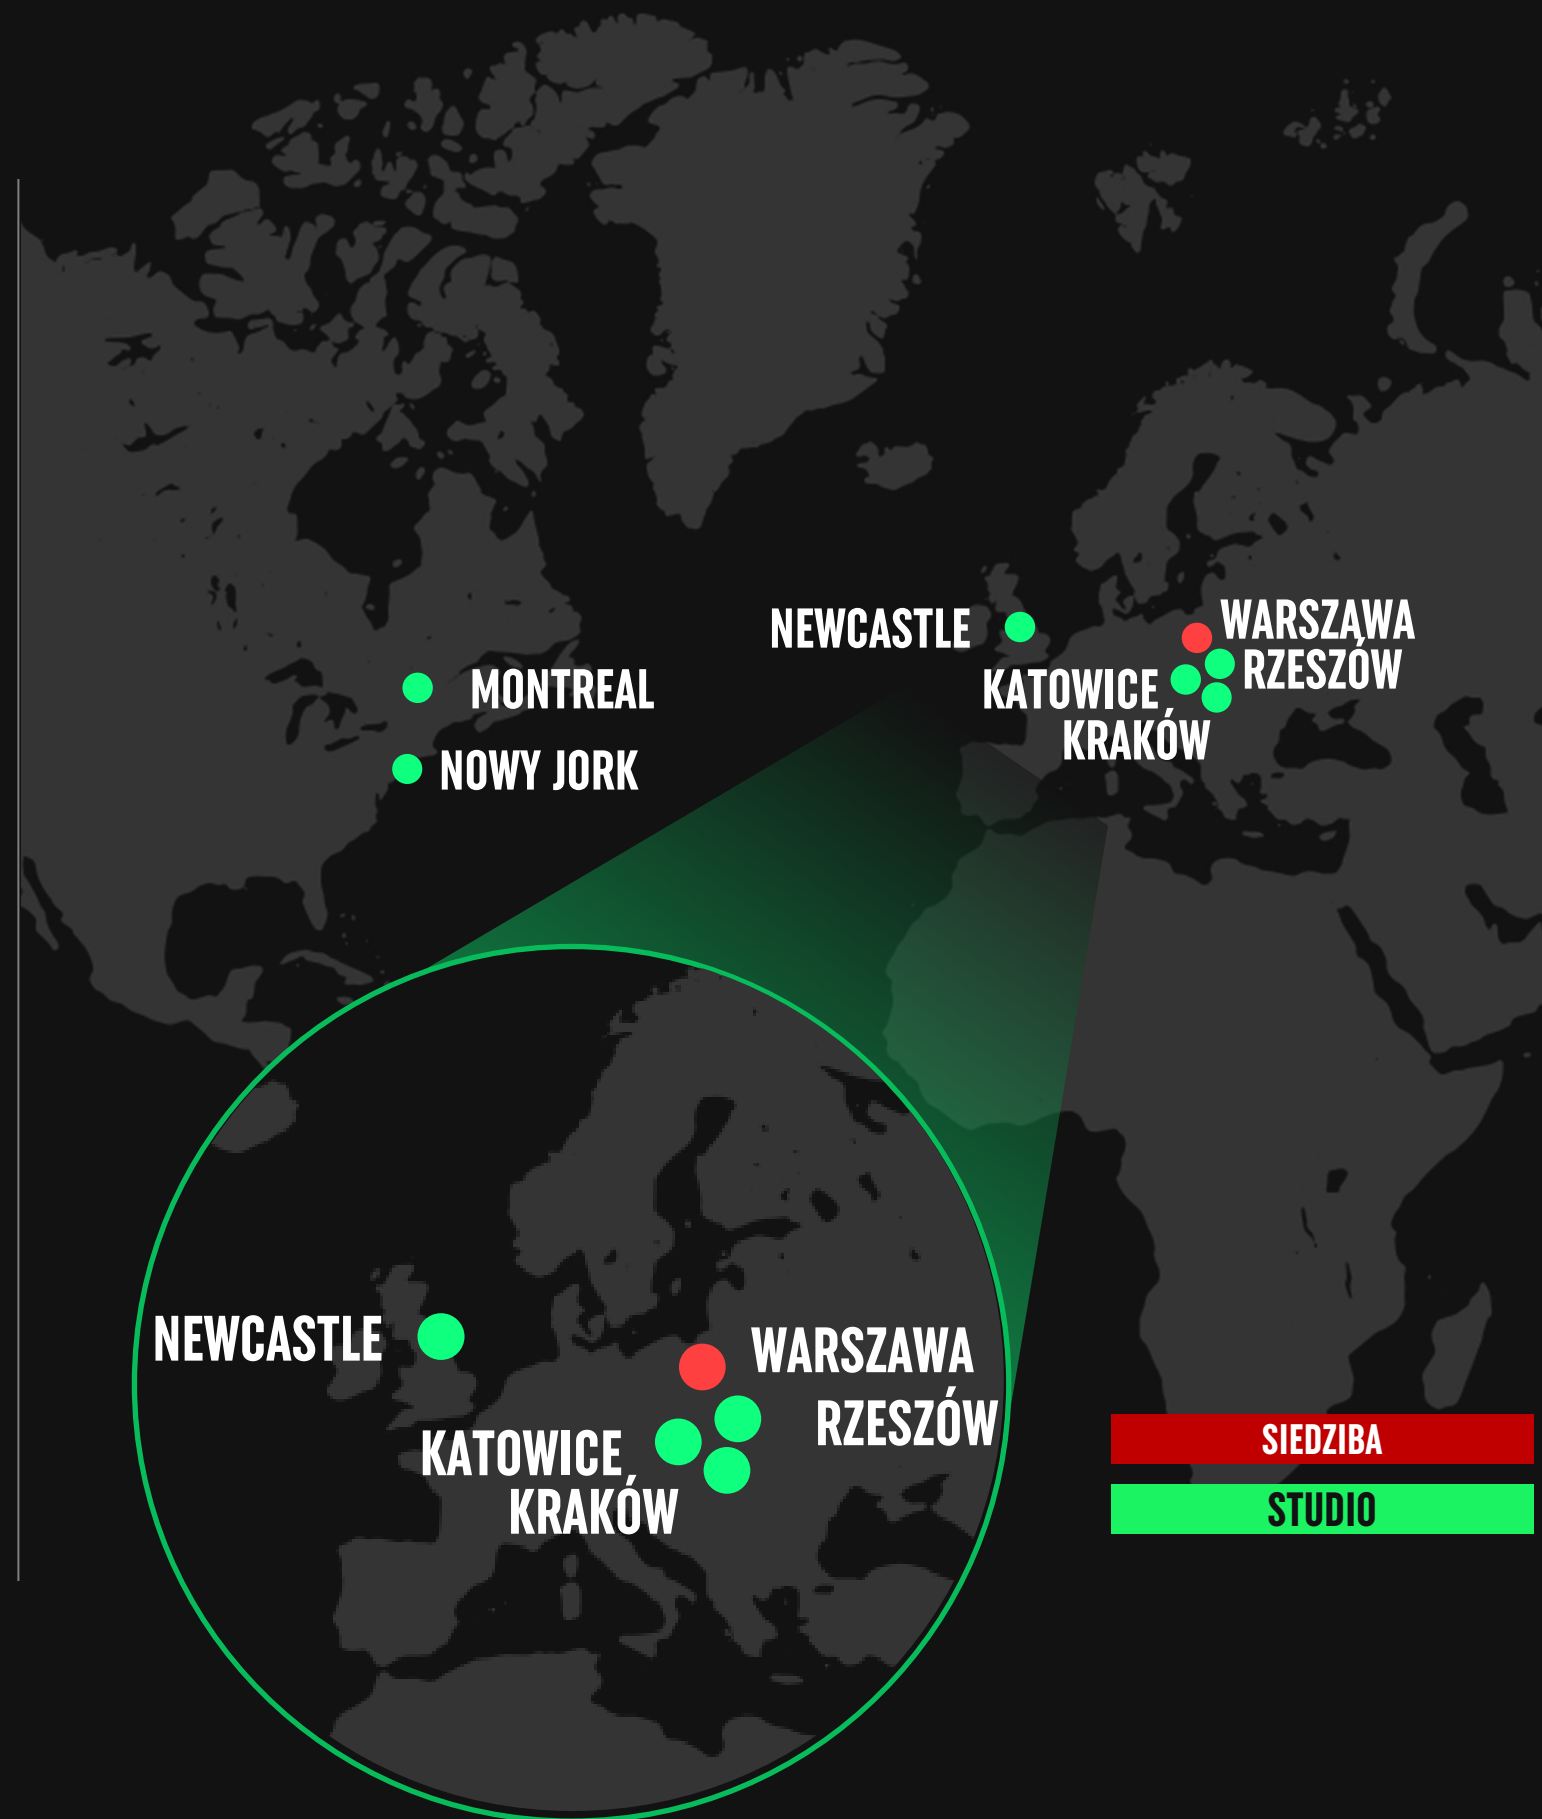 NEWCASTLE
WARSZAWA
RZESZÓW
KATOWICE
KRAKÓW
MONTREAL
NOWY JORK
NEWCASTLE
WARSZAWA
RZESZÓW
KATOWICE
KRAKÓW
SIEDZIBA
STUDIO